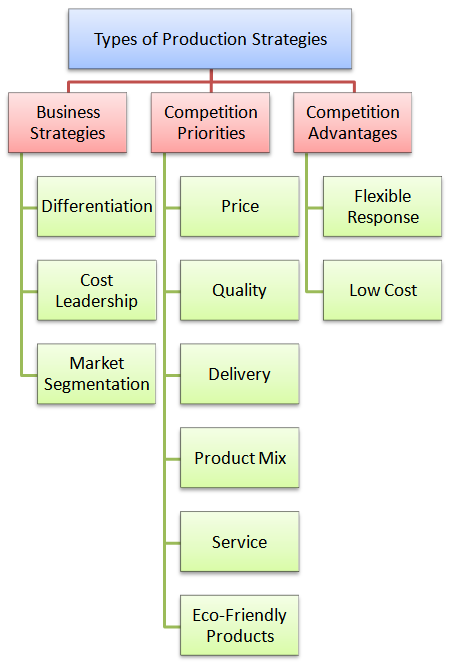 Types of Production Strategies
Business
Strategies
Competition
Priorities
Competition
Advantages
Differentiation
Cost
Leadership
Market
Segmentation
Price
Quality
Delivery
Product Mix
Service
Eco-Friendly
Products
Flexible
Response
Low Cost